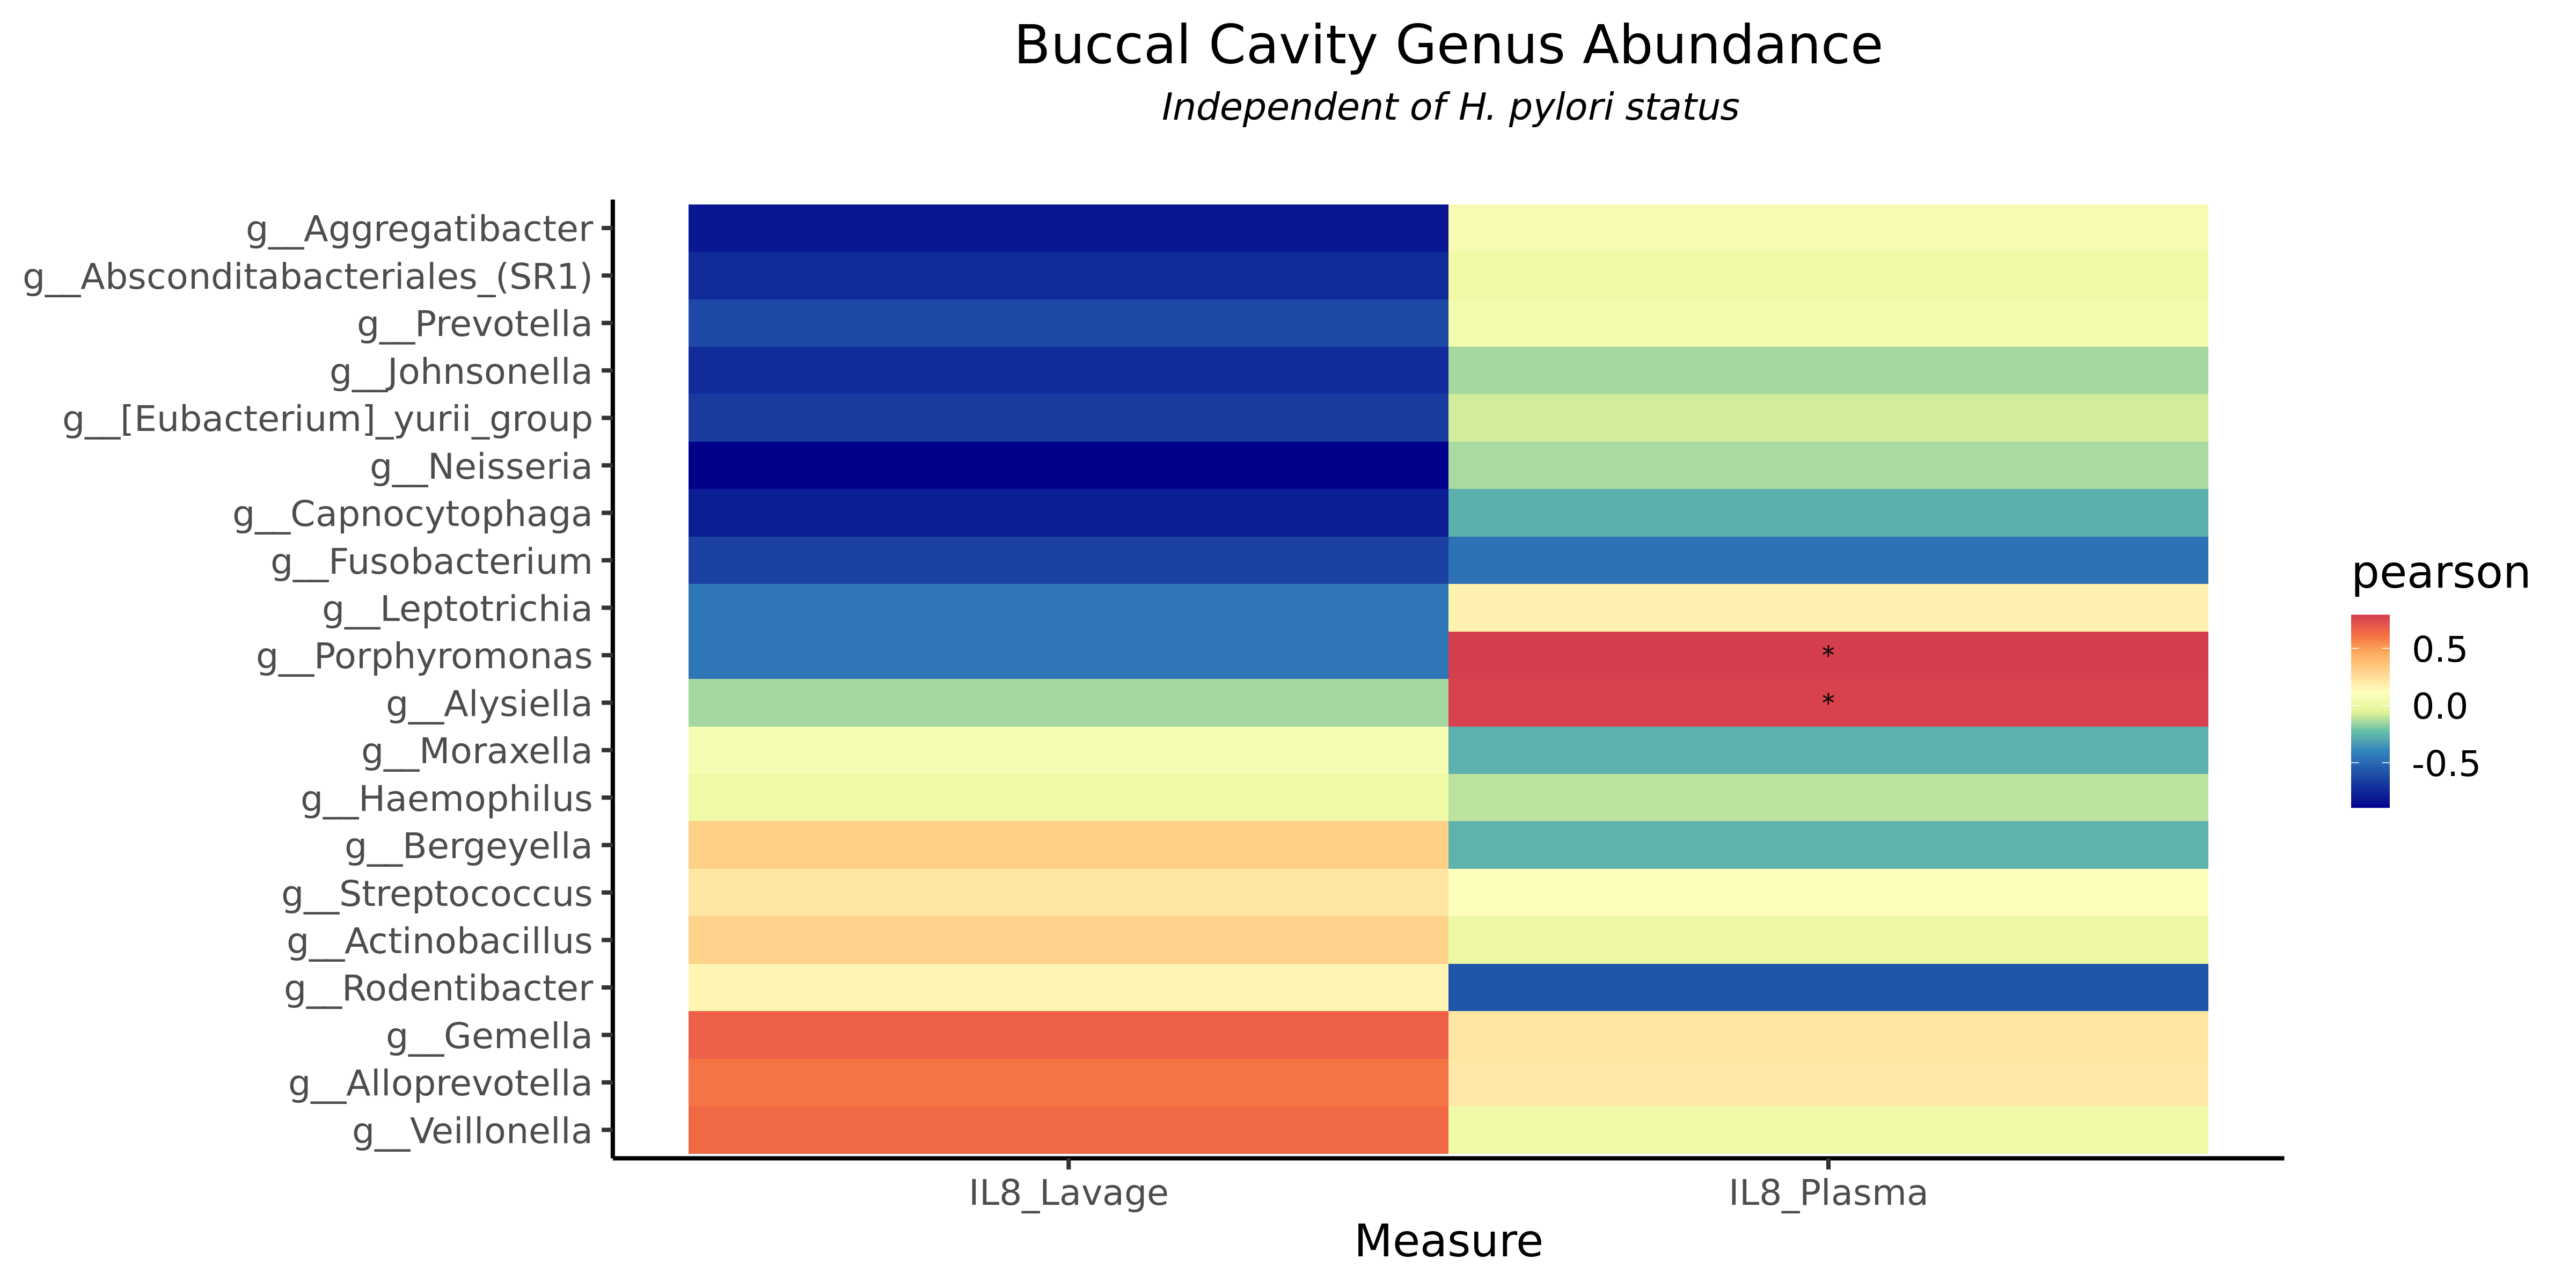 Buccal Cavity Genus Abundance
Independent of H. pylori status
g__Aggregatibacter
g__Absconditabacteriales_(SR1)
g__Prevotella
g__Johnsonella
g__[Eubacterium]_yurii_group
g__Neisseria
g__Capnocytophaga
g__Fusobacterium
g__Leptotrichia
g__Porphyromonas
*
g__Alysiella
*
g__Moraxella
g__Haemophilus
g__Bergeyella
g__Streptococcus
g__Actinobacillus
g__Rodentibacter
g__Gemella
g__Alloprevotella
g__Veillonella
IL8_Lavage
IL8_Plasma
Measure
pearson
0.5
0.0
-0.5